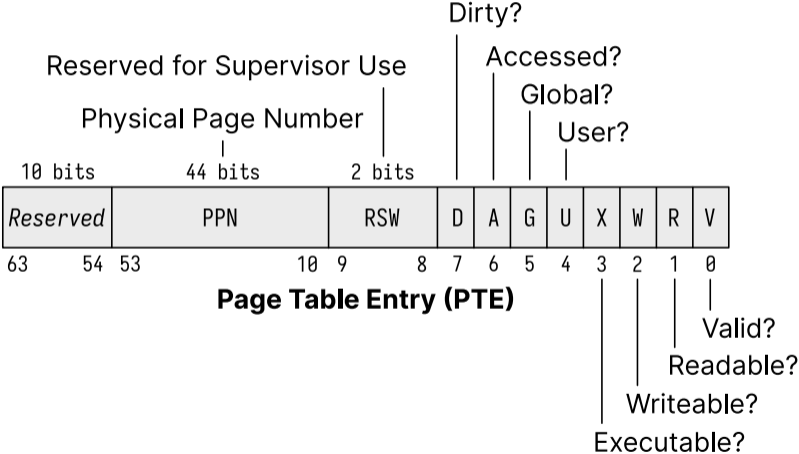 Dirty?
Reserved for Supervisor Use
Accessed?
Global?
Physical Page Number
User?
10 bits 44 bits 2 bits
Reserved PPN RSW D A G U X W R V
63 54 53 10 9 8 7 6 5 4 3 2 1 0
Page Table Entry (PTE)
Valid?
Readable?
Writeable?
Executable?